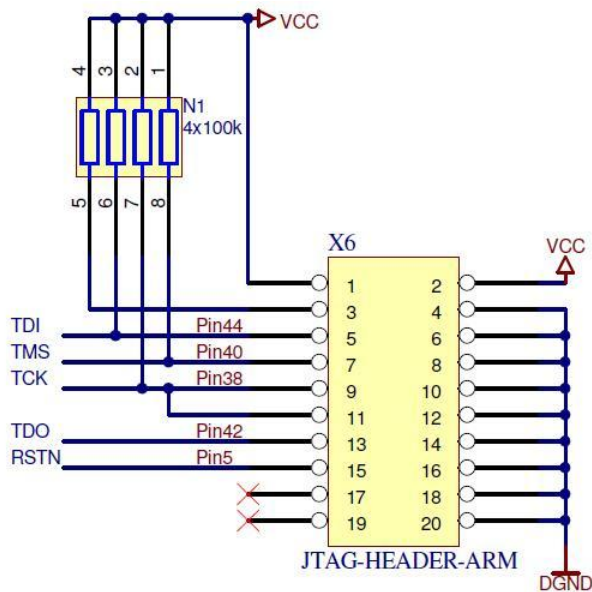 VCC
4 3 2 1
N1
4x100k
5 6 7 8
X6
VCC
1 2
3 4
TDI Pin44 5 6
TMS Pin40 7 8
TCK Pin38 9 10
11 12
TDO Pin42 13 14
RSTN Pin5 15 16
17 18
19 20
JTAG-HEADER-ARM
DGND